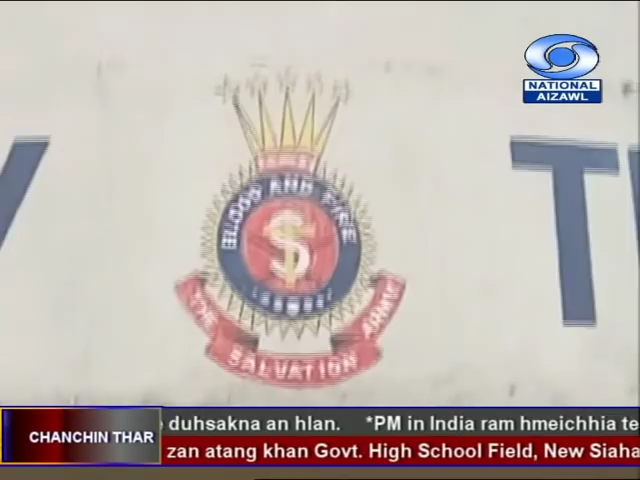 NATIONAL
AIZAWL
Y
T
BLOOD AND FIRE
S
THE SALVATION ARMY
CHANCHIN THAR
duhsakna an hlan. *PM in India ram hmeichhia te
zan atang khan Govt. High School Field, New Siaha